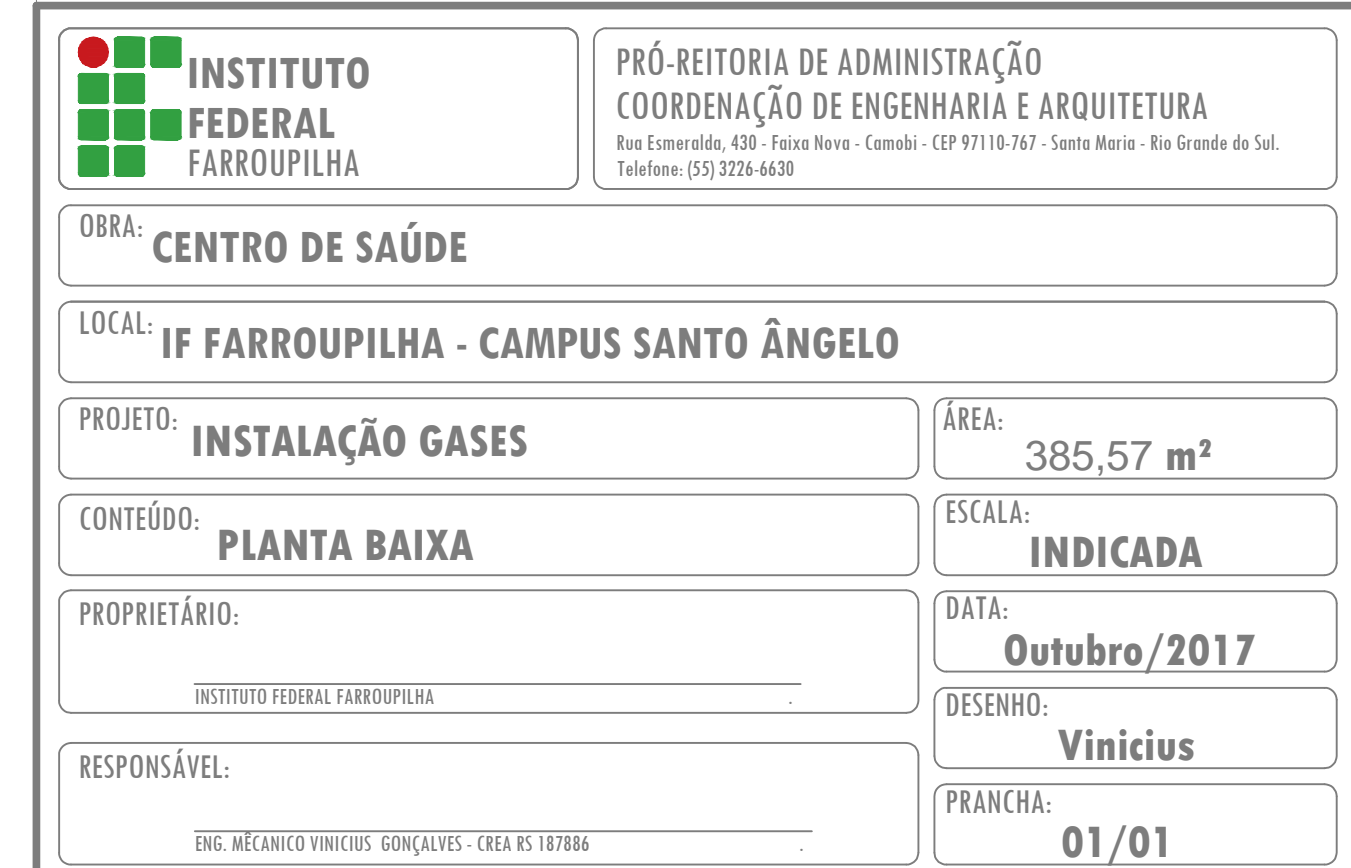 INSTITUTO
FEDERAL
FARROUPILHA
PRÓ-REITORIA DE ADMINISTRAÇÃO
COORDENAÇÃO DE ENGENHARIA E ARQUITETURA
Rua Esmeralda, 430 - Faixa Nova - Camobi - CEP 97110-767 - Santa Maria - Rio Grande do Sul.
Telefone: (55) 3226-6630
OBRA: CENTRO DE SAÚDE
LOCAL: IF FARROUPILHA - CAMPUS SANTO ÂNGELO
PROJETO: INSTALAÇÃO GASES
ÁREA:
385,57 m²
CONTEÚDO: PLANTA BAIXA
ESCALA:
INDICADA
PROPRIETÁRIO:
INSTITUTO FEDERAL FARROUPILHA .
DATA:
Outubro/2017
DESENHO:
Vinicius
RESPONSÁVEL:
ENG. MÊCANICO VINICIUS GONÇALVES - CREA RS 187886 .
PRANCHA:
01/01